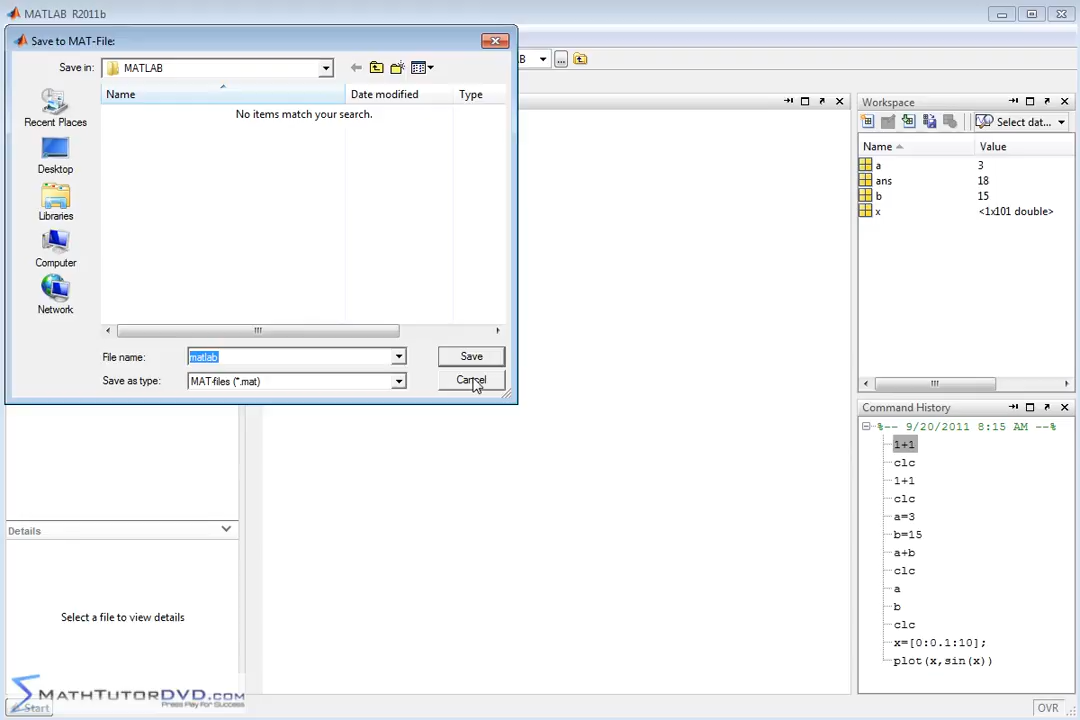 MATLAB R2011b
Save to MAT-File:
Save in:
MATLAB
B
...
Name
Date modified
Type
No items match your search.
Recent Places
Desktop
Libraries
Computer
Network
File name:
matlab
Save
Save as type:
MAT-files (*.mat)
Cancel
Details
Select a file to view details
MATHTUTORDVD.COM
Press Play For Success
Start
Workspace
Select dat...
Name
Value
a
3
ans
18
b
15
x
<1x101 double>
Command History
%-- 9/20/2011 8:15 AM --%
1+1
clc
1+1
clc
a=3
b=15
a+b
clc
a
b
clc
x=[0:0.1:10];
plot(x,sin(x))
OVR